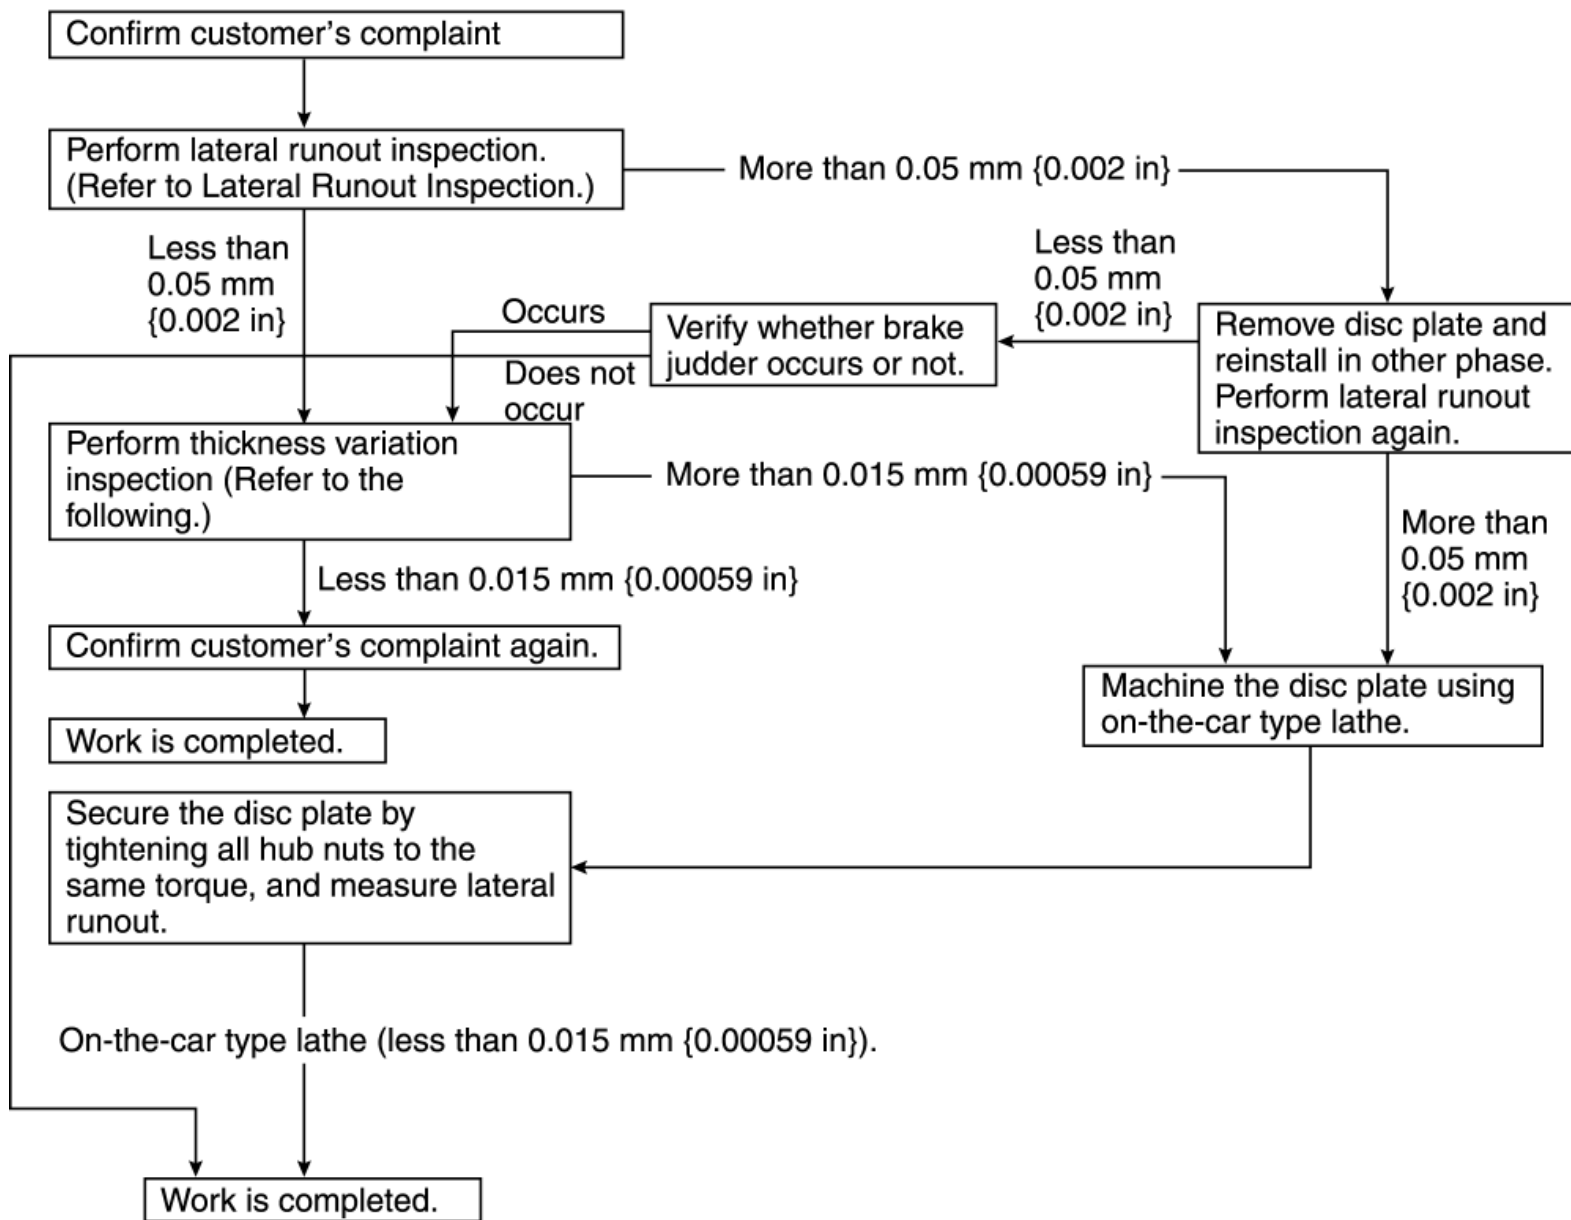 Confirm customer’s complaint
Perform lateral runout inspection.
(Refer to Lateral Runout Inspection.)
More than 0.05 mm {0.002 in}
Less than
0.05 mm
{0.002 in}
Less than
0.05 mm
{0.002 in}
Remove disc plate and
reinstall in other phase.
Perform lateral runout
inspection again.
Verify whether brake
judder occurs or not.
Occurs
Does not
occur
Perform thickness variation
inspection (Refer to the
following.)
More than 0.015 mm {0.00059 in}
More than
0.05 mm
{0.002 in}
Less than 0.015 mm {0.00059 in}
Confirm customer’s complaint again.
Work is completed.
Machine the disc plate using
on-the-car type lathe.
Secure the disc plate by
tightening all hub nuts to the
same torque, and measure lateral
runout.
On-the-car type lathe (less than 0.015 mm {0.00059 in}).
Work is completed.